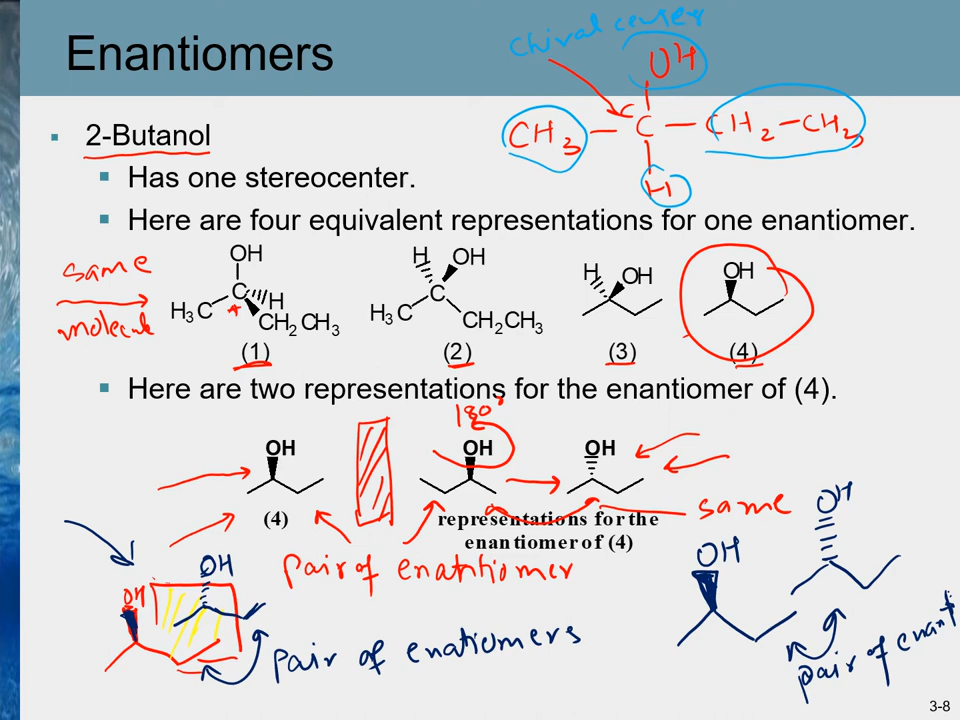 Enantiomers
chiral center
OH
CH3 – C – CH2 – CH3
H
2-Butanol
Has one stereocenter.
Here are four equivalent representations for one enantiomer.
same
molecule
OH
C
H
H3C
CH2CH3
(1)
H
OH
C
H3C
CH2CH3
(2)
H
OH
(3)
OH
(4)
Here are two representations for the enantiomer of (4).
180°
OH
OH
OH
(4)
representations for the
enantiomer of (4)
same
pair of enantiomer
OH
OH
pair of enatiomers
OH
OH
pair of enant
3-8